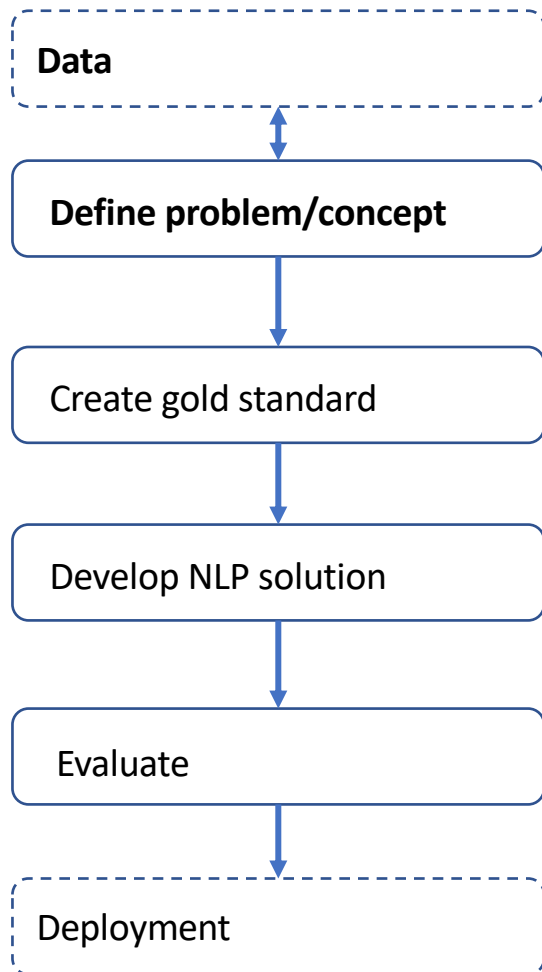 Data
Define problem/concept
Create gold standard
Develop NLP solution
Evaluate
Deployment